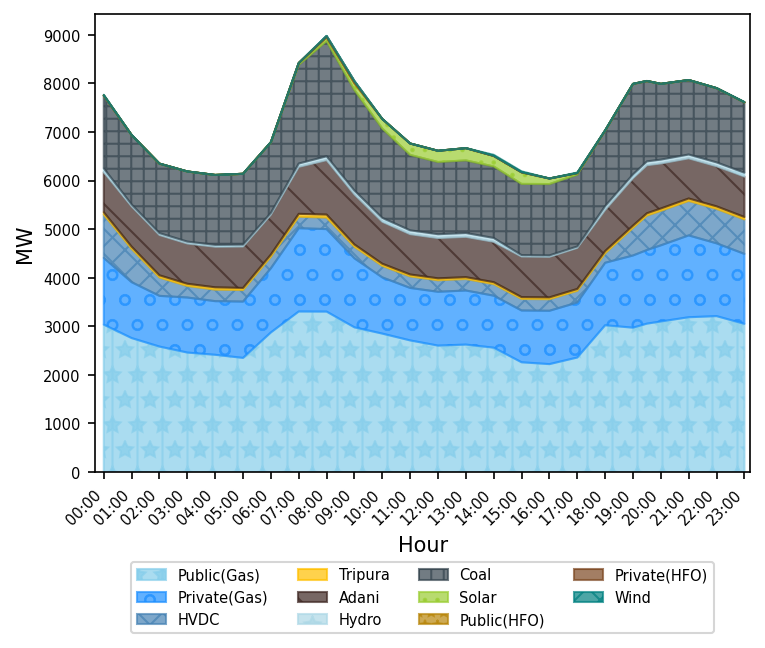 9000
8000
7000
6000
5000
4000
3000
2000
1000
0
MW
00:00 01:00 02:00 03:00 04:00 05:00 06:00 07:00 08:00 09:00 10:00 11:00 12:00 13:00 14:00 15:00 16:00 17:00 18:00 19:00 20:00 21:00 22:00 23:00
Hour
Public(Gas) Tripura Coal Private(HFO)
Private(Gas) Adani Solar Wind
HVDC Hydro Public(HFO)